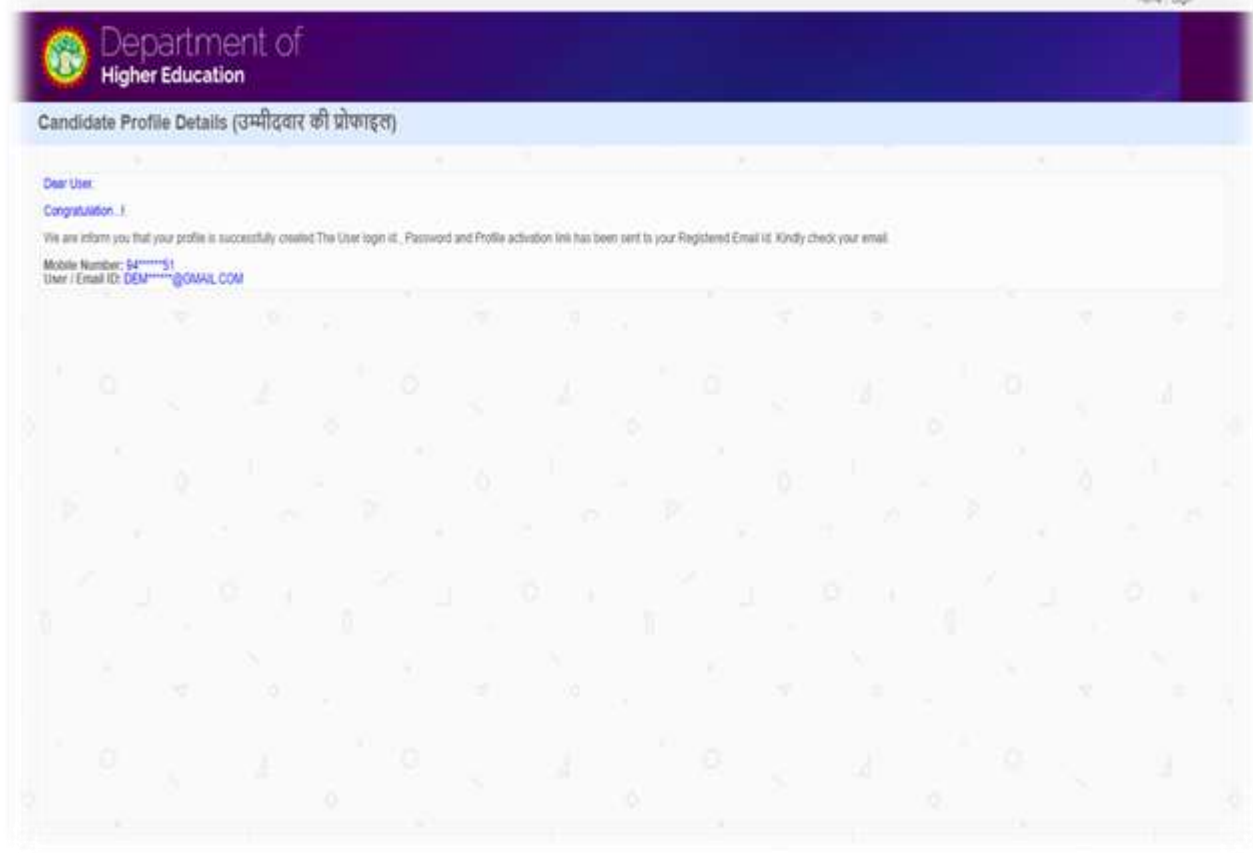 Department of
Higher Education
Candidate Profile Details (उम्मीदवार की प्रोफाइल)
Dear User.
Congratulation..!
We are inform you that your profile is successfully created.The User login id , Password and Profile activation link has been sent to your Registered Email Id. Kindly check your email.
Mobile Number: 94******51
User / Email ID: DEM******@GMAIL.COM